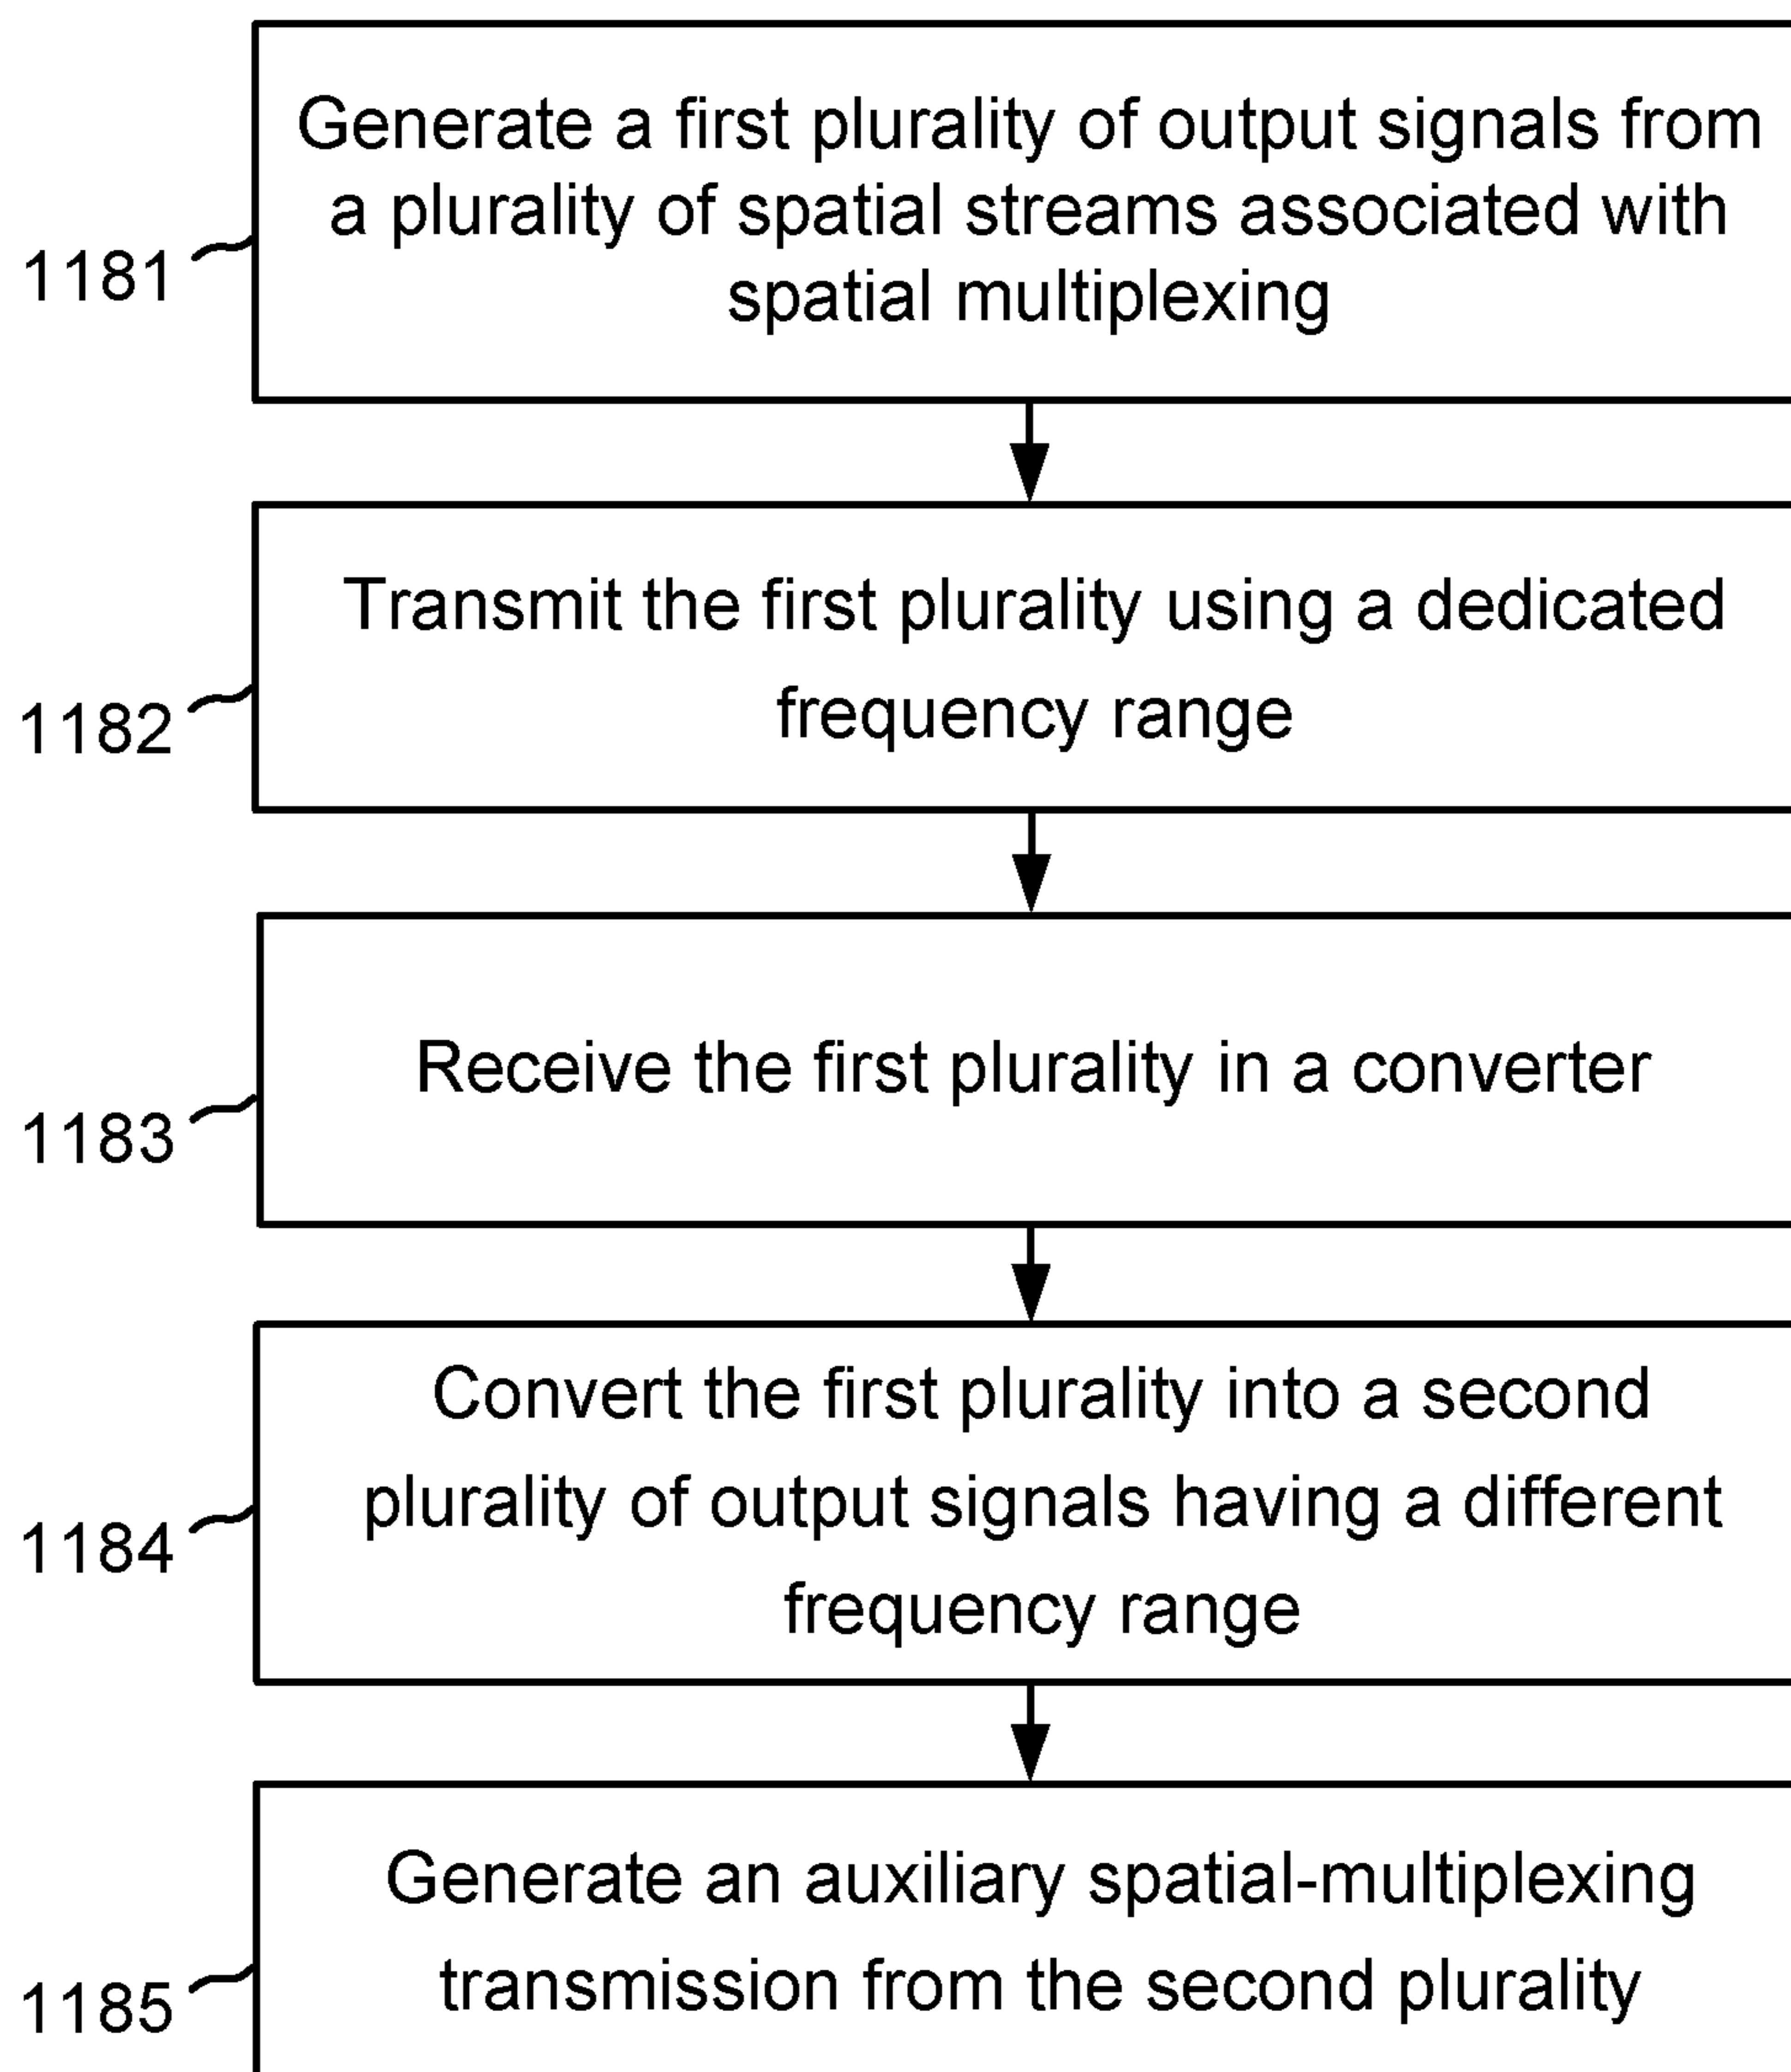 Generate a first plurality of output signals from
a plurality of spatial streams associated with
spatial multiplexing
1181
Transmit the first plurality using a dedicated
frequency range
1182
Receive the first plurality in a converter
1183
Convert the first plurality into a second
plurality of output signals having a different
frequency range
1184
Generate an auxiliary spatial-multiplexing
transmission from the second plurality
1185